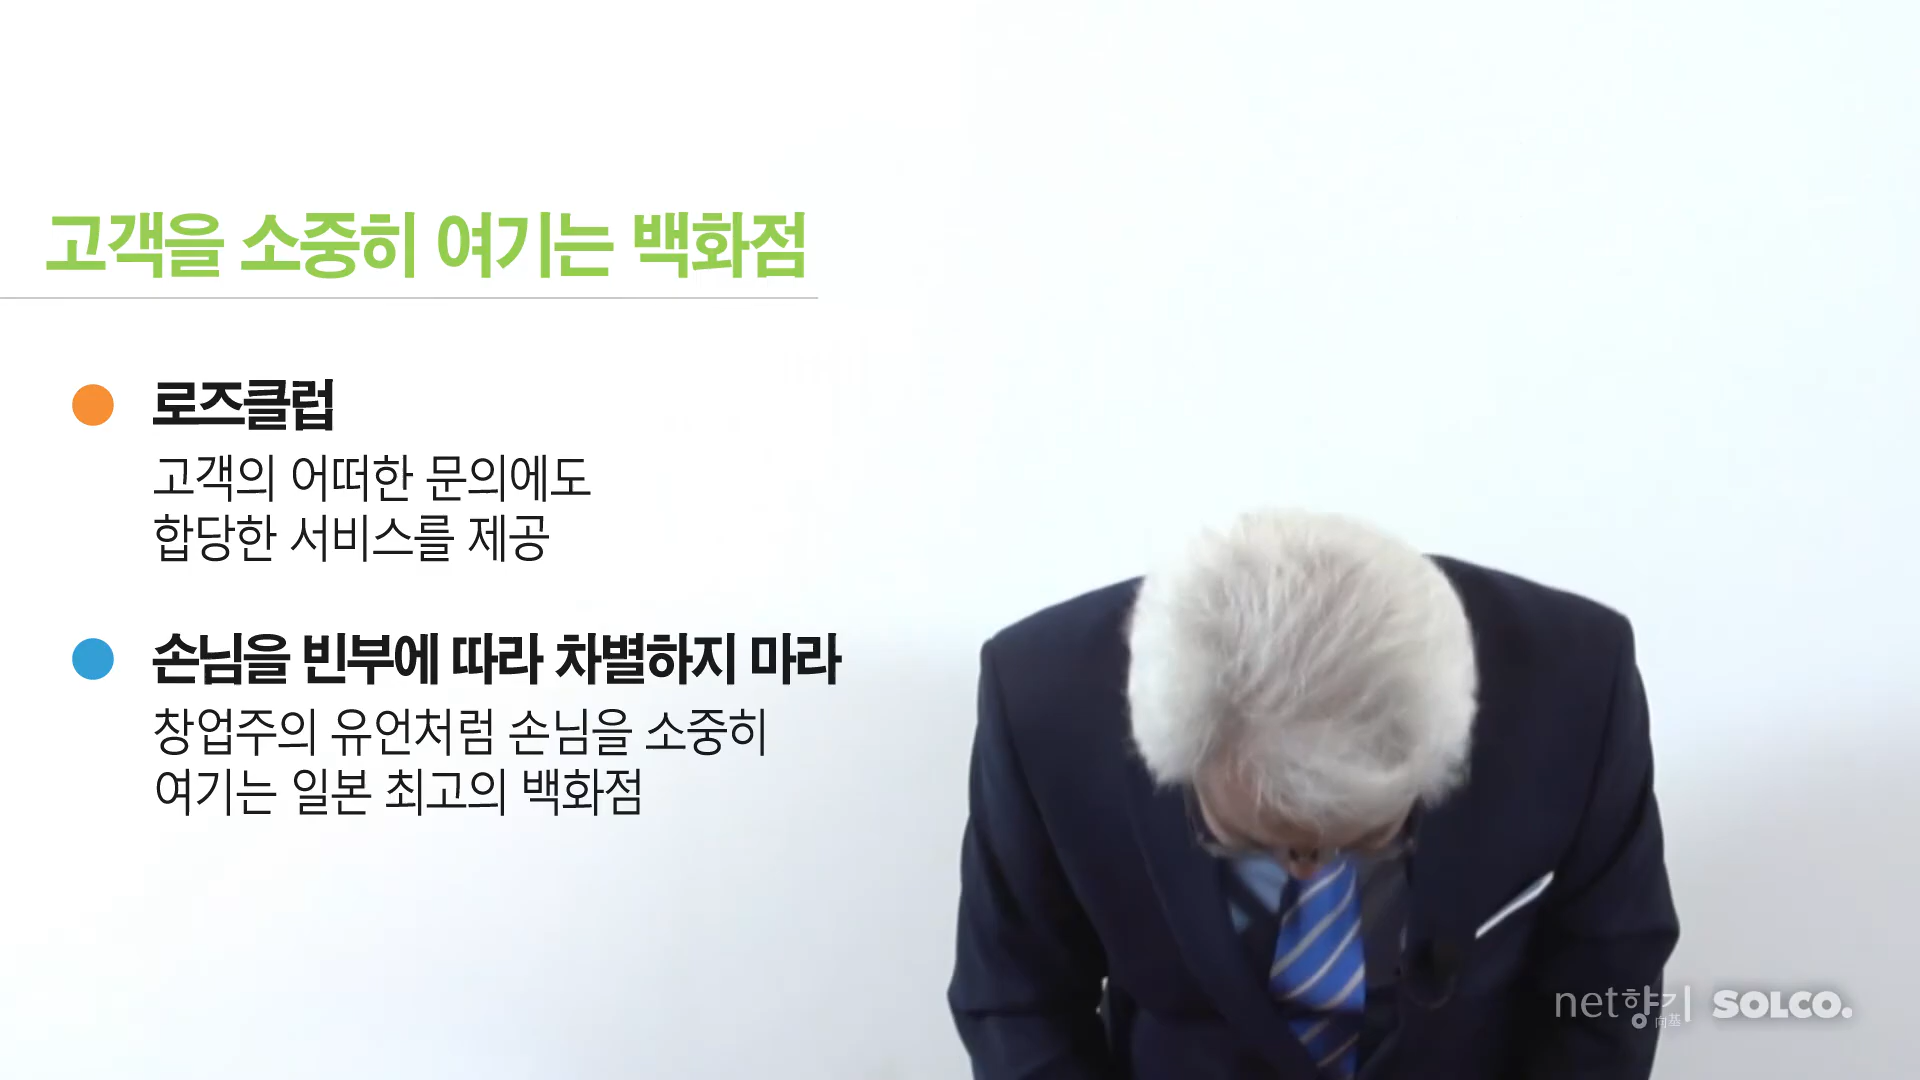 고객을 소중히 여기는 백화점
로즈클럽
고객의 어떠한 문의에도
합당한 서비스를 제공
손님을 빈부에 따라 차별하지 마라
창업주의 유언처럼 손님을 소중히
여기는 일본 최고의 백화점
net향기 SOLCO.
向基